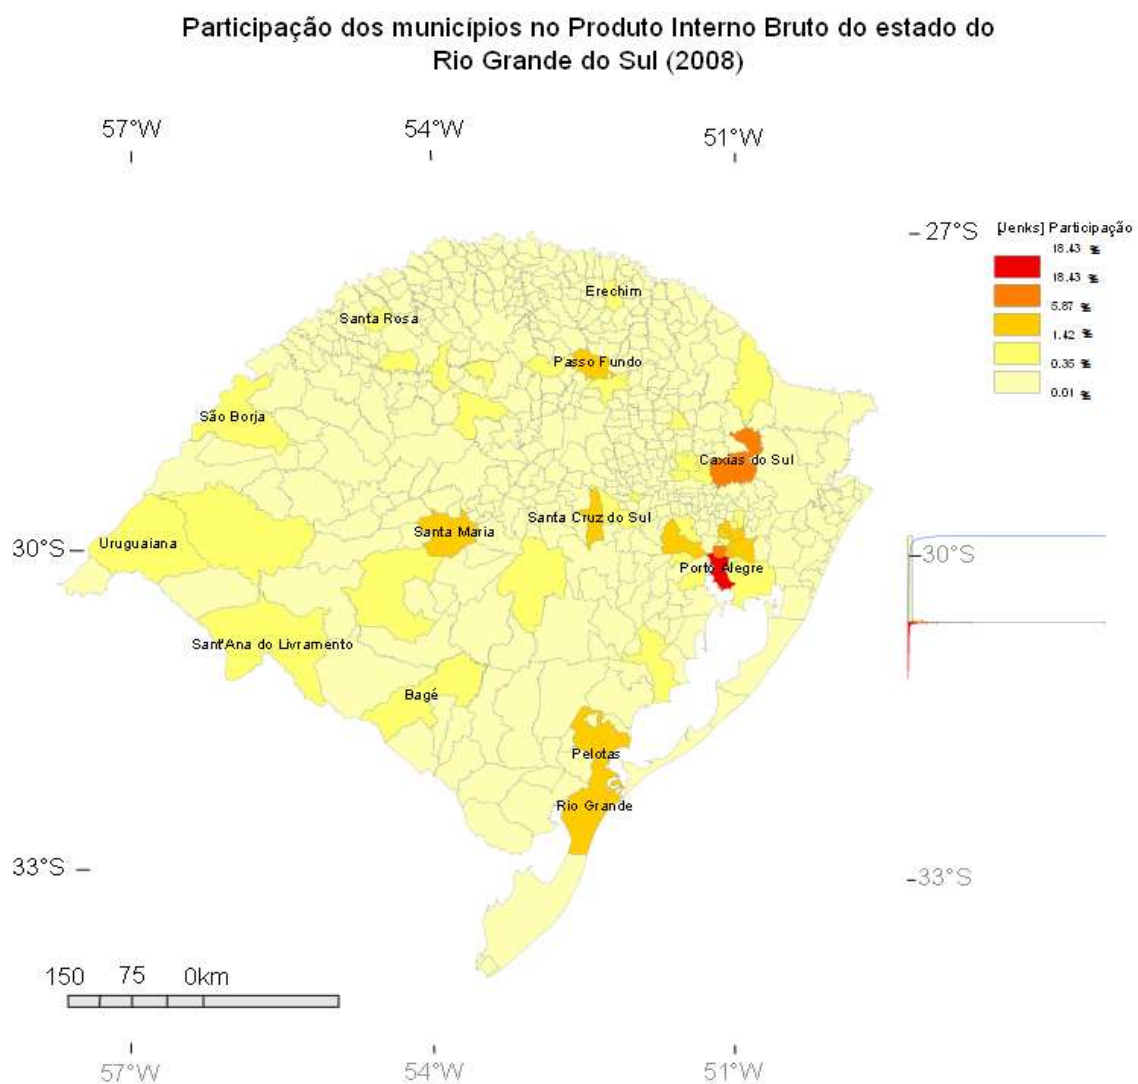 Participação dos municípios no Produto Interno Bruto do estado do
Rio Grande do Sul (2008)
57°W
54°W
51°W
27°S
[Jenks] Participação
18.43 %
18.43 %
5.87 %
1.42 %
0.35 %
0.01 %
Erechim
Santa Rosa
Passo Fundo
São Borja
Caxias do Sul
Santa Cruz do Sul
Santa Maria
Uruguaiana
30°S
30°S
Porto Alegre
Sant'Ana do Livramento
Bagé
Pelotas
Rio Grande
33°S
33°S
150 75 0km
57°W
54°W
51°W